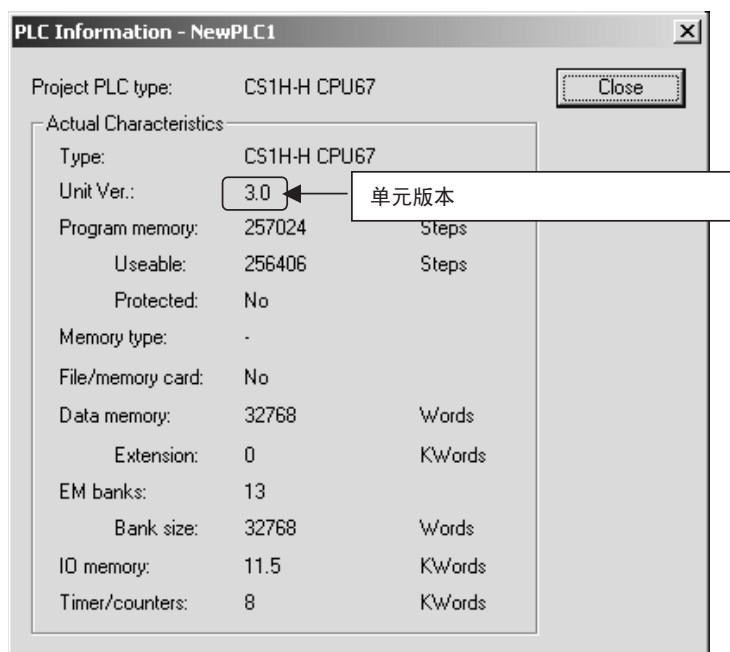 PLC Information - NewPLC1
Project PLC type: CS1H-H CPU67 Close
Actual Characteristics
Type: CS1H-H CPU67
Unit Ver.: 3.0 单元版本
Program memory: 257024 Steps
Useable: 256406 Steps
Protected: No
Memory type: -
File/memory card: No
Data memory: 32768 Words
Extension: 0 KWords
EM banks: 13
Bank size: 32768 Words
IO memory: 11.5 KWords
Timer/counters: 8 KWords